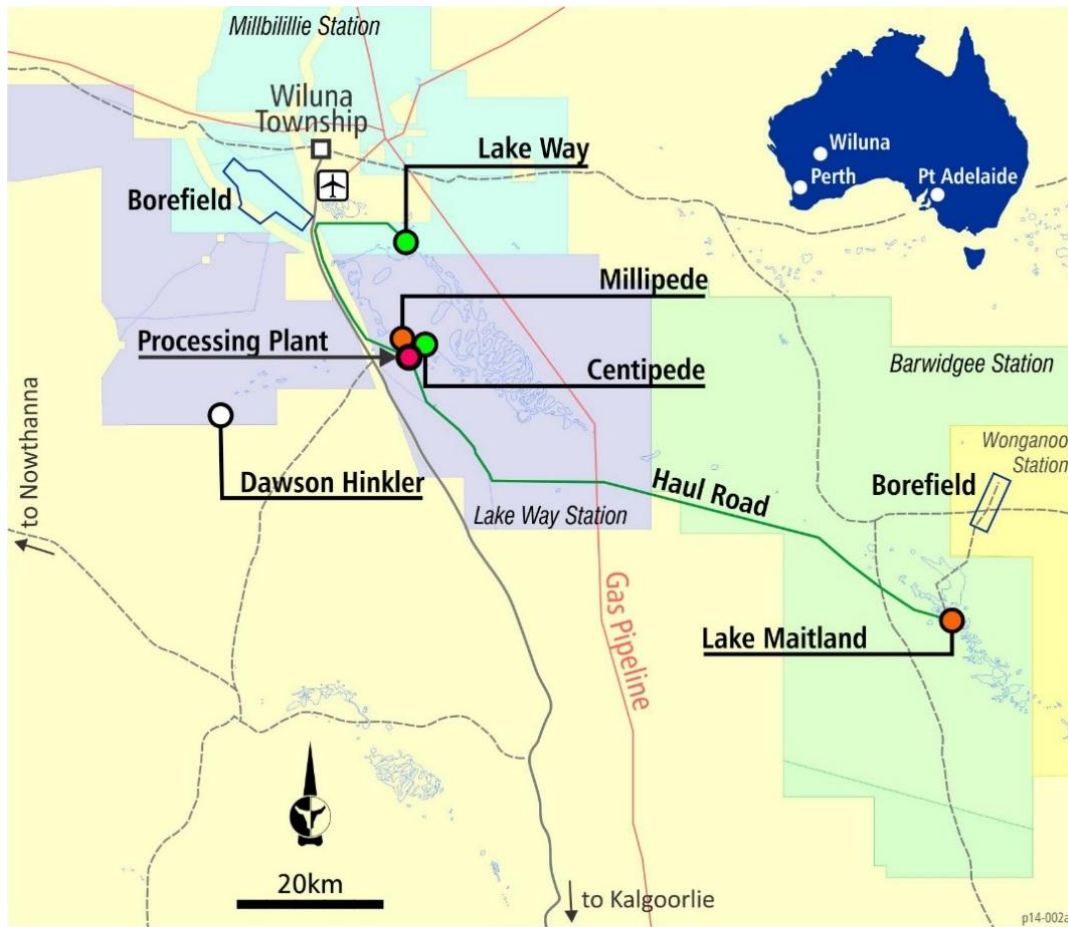 Millbilillie Station
Wiluna
Township
Lake Way
Borefield
Wiluna
Perth
Pt Adelaide
Millipede
Processing Plant
Centipede
Barwidgee Station
Wonganoo
Station
to Nowthanna
Dawson Hinkler
Lake Way Station
Haul Road
Borefield
Gas Pipeline
Lake Maitland
20km
to Kalgoorlie
p14-002a